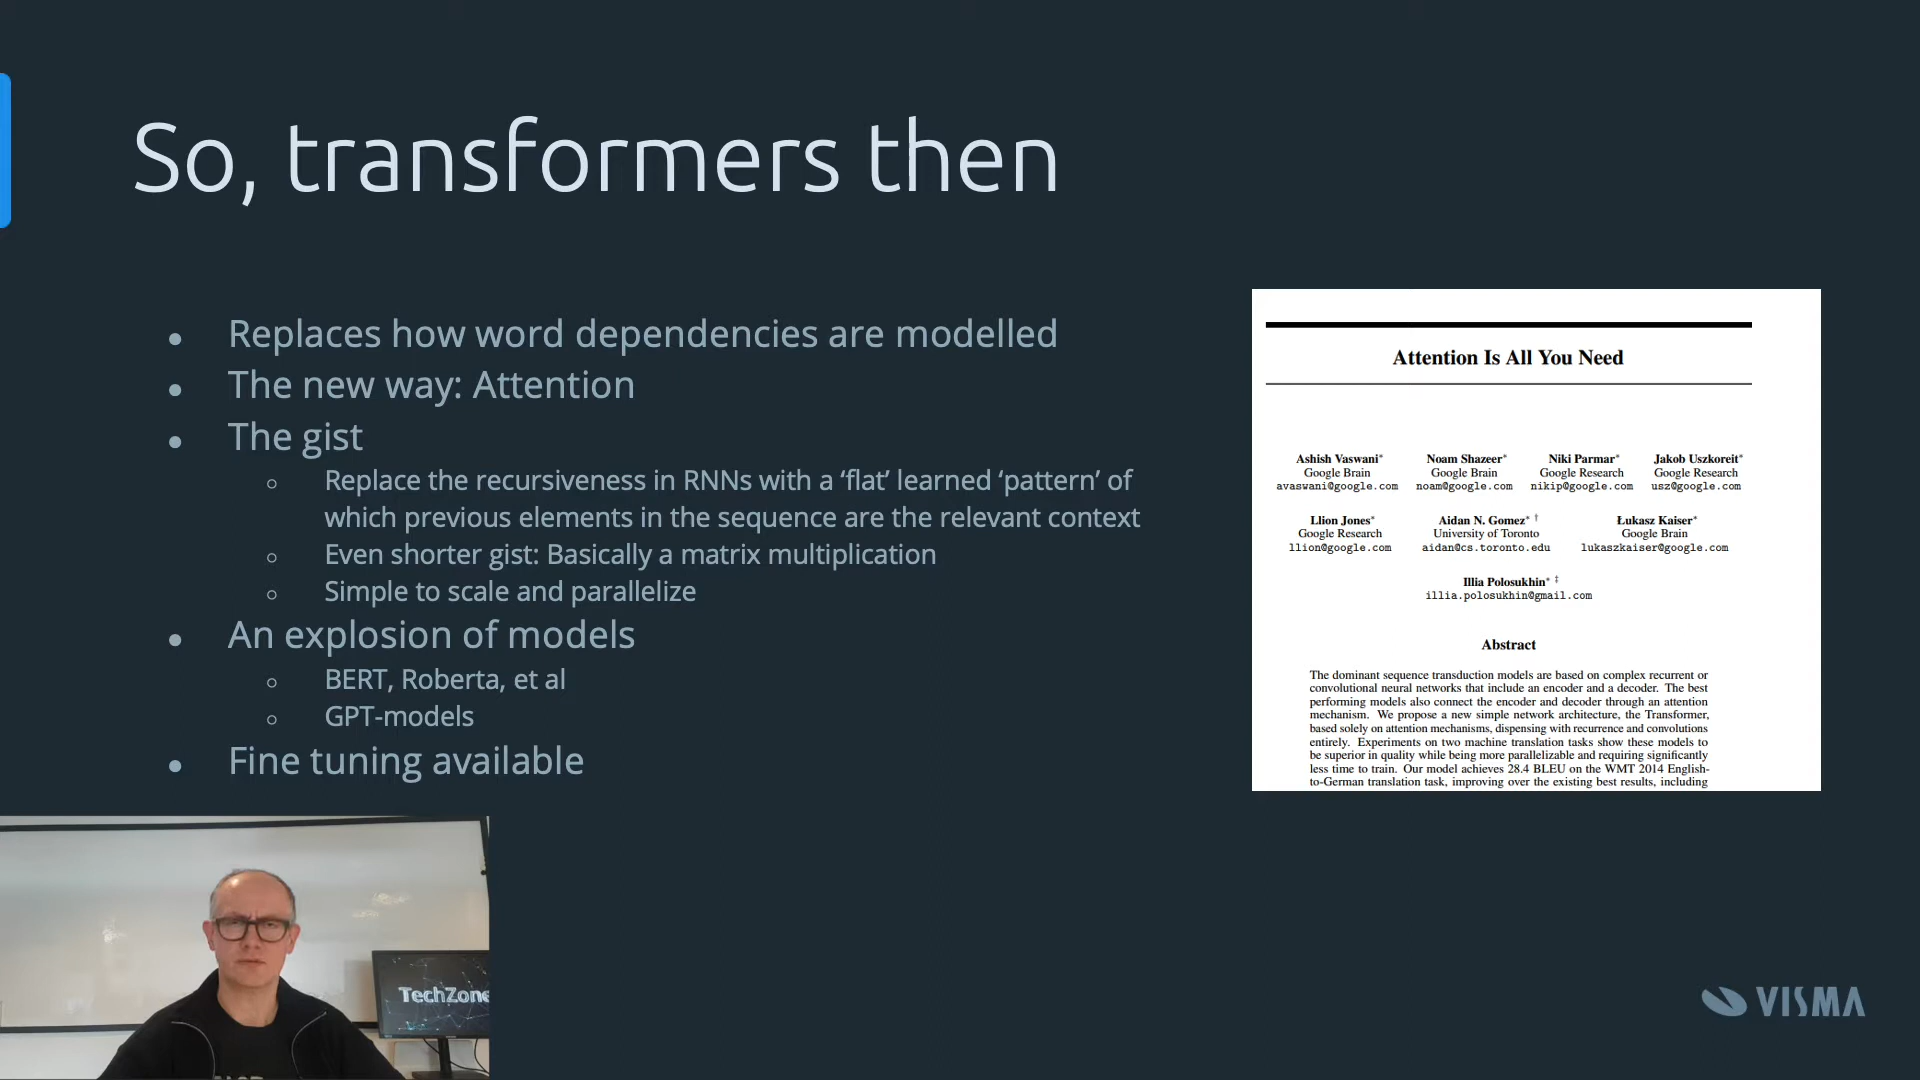 So, transformers then
Replaces how word dependencies are modelled
The new way: Attention
The gist
Replace the recursiveness in RNNs with a ‘flat’ learned ‘pattern’ of
which previous elements in the sequence are the relevant context
Even shorter gist: Basically a matrix multiplication
Simple to scale and parallelize
An explosion of models
BERT, Roberta, et al
GPT-models
Fine tuning available
Attention Is All You Need
Ashish Vaswani* Noam Shazeer* Niki Parmar* Jakob Uszkoreit*
Google Brain Google Brain Google Research Google Research
avaswani@google.com noam@google.com nikip@google.com usz@google.com
Llion Jones* Aidan N. Gomez* † Łukasz Kaiser*
Google Research University of Toronto Google Brain
llion@google.com aidan@cs.toronto.edu lukaszkaiser@google.com
Illia Polosukhin* ‡
illia.polosukhin@gmail.com
Abstract
The dominant sequence transduction models are based on complex recurrent or
convolutional neural networks that include an encoder and a decoder. The best
performing models also connect the encoder and decoder through an attention
mechanism. We propose a new simple network architecture, the Transformer,
based solely on attention mechanisms, dispensing with recurrence and convolutions
entirely. Experiments on two machine translation tasks show these models to
be superior in quality while being more parallelizable and requiring significantly
less time to train. Our model achieves 28.4 BLEU on the WMT 2014 English-
to-German translation task, improving over the existing best results, including
TechZone
VISMA